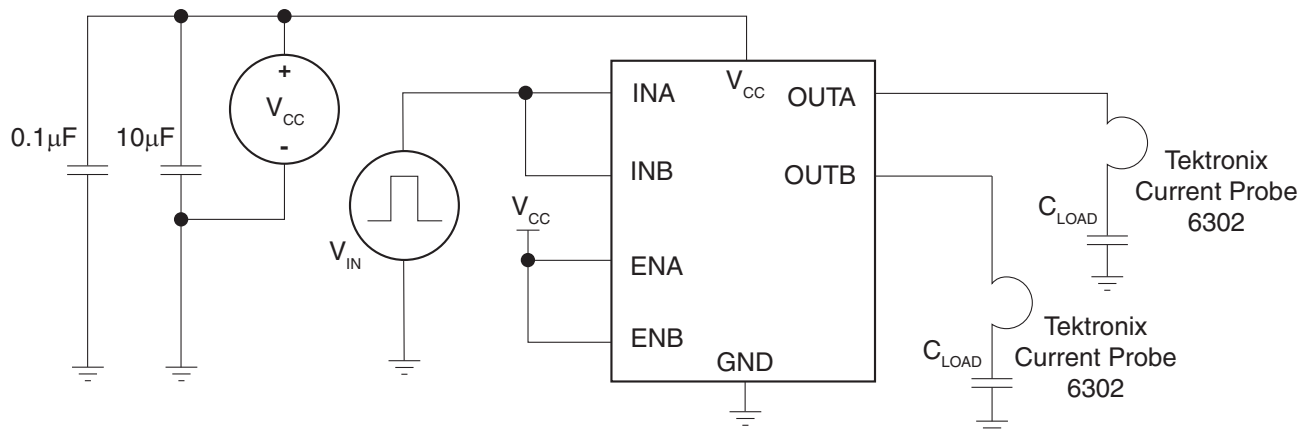 0.1µF
10µF
+
VCC
-
VIN
VCC
INA
INB
ENA
ENB
VCC
OUTA
OUTB
GND
CLOAD
Tektronix
Current Probe
6302
CLOAD
Tektronix
Current Probe
6302